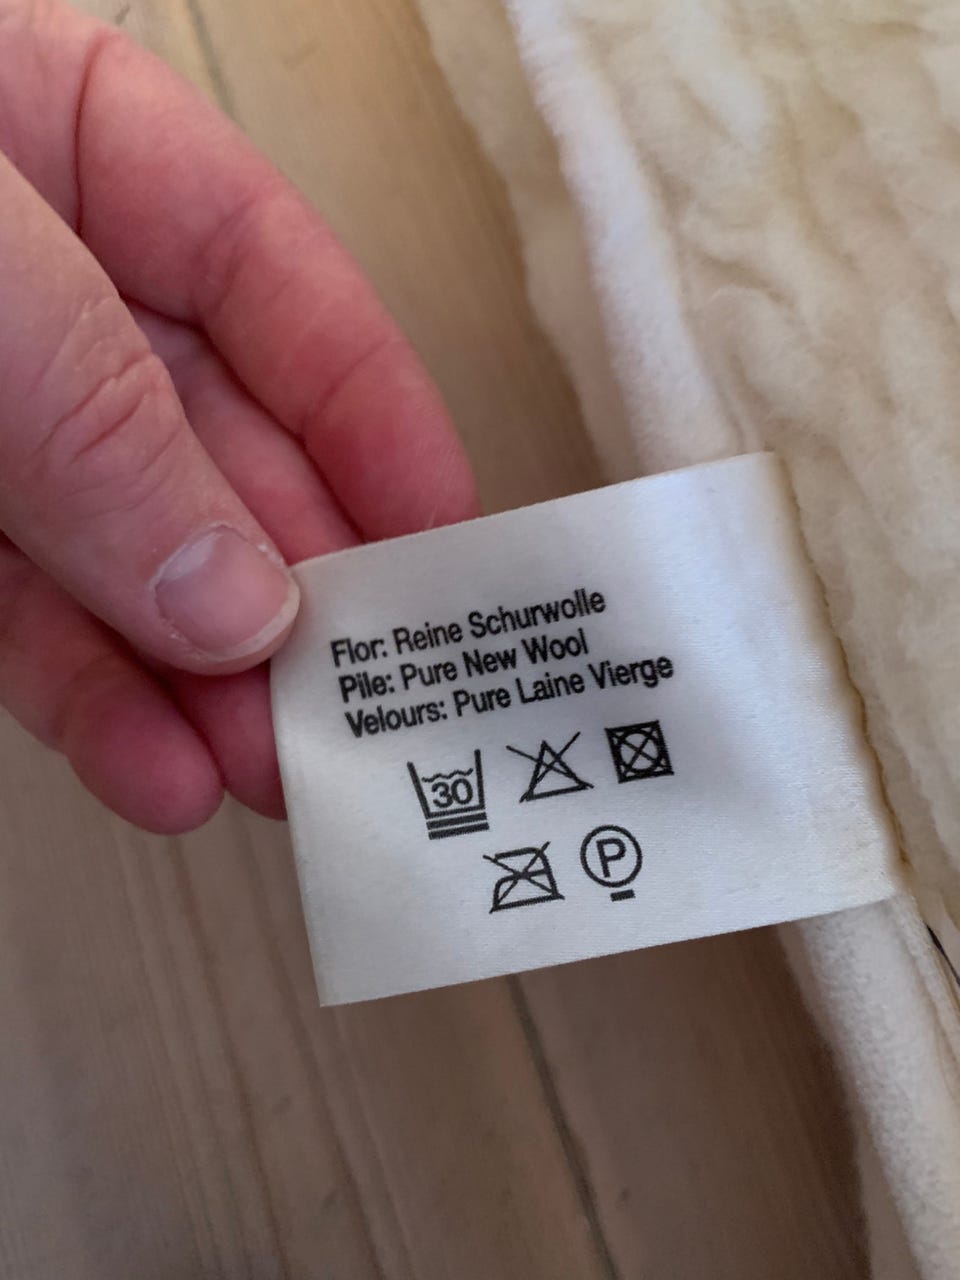 Flor: Reine Schurwolle
Pile: Pure New Wool
Velours: Pure Laine Vierge
30
P